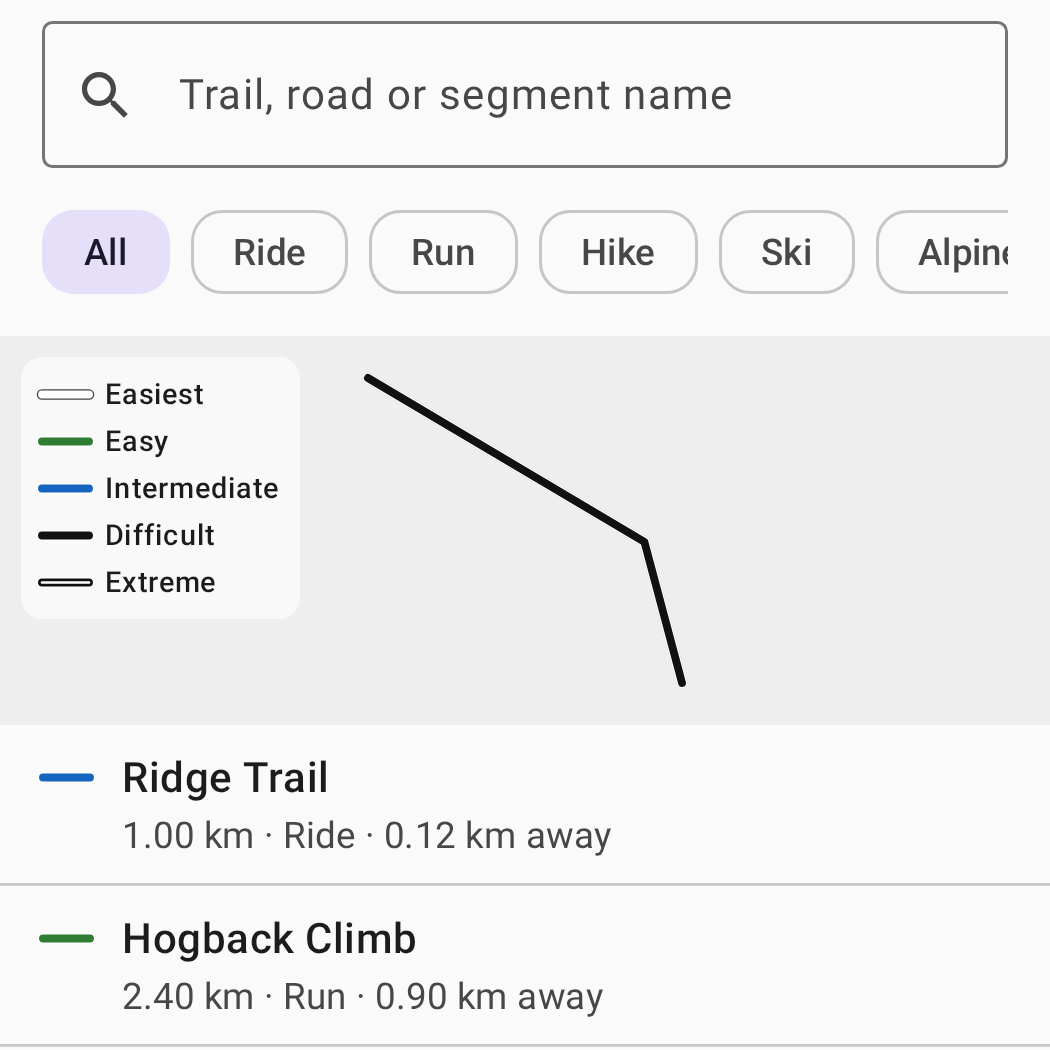 Trail, road or segment name
All Ride Run Hike Ski Alpine
Easiest
Easy
Intermediate
Difficult
Extreme
Ridge Trail
1.00 km · Ride · 0.12 km away
Hogback Climb
2.40 km · Run · 0.90 km away